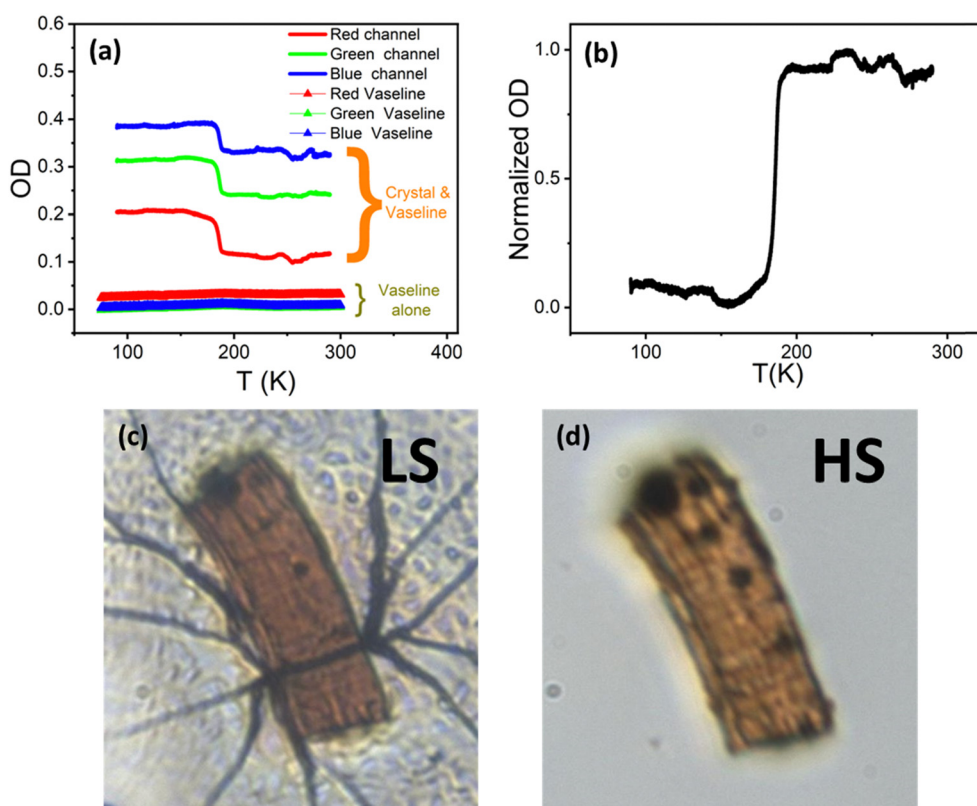 (a)
0.6
0.5
0.4
0.3
0.2
0.1
0.0
OD
Red channel
Green channel
Blue channel
Red Vaseline
Green Vaseline
Blue Vaseline
Crystal &
Vaseline
Vaseline
alone
100
200
300
400
T (K)
(b)
1.0
0.5
0.0
Normalized OD
100
200
300
T(K)
(c)
LS
(d)
HS